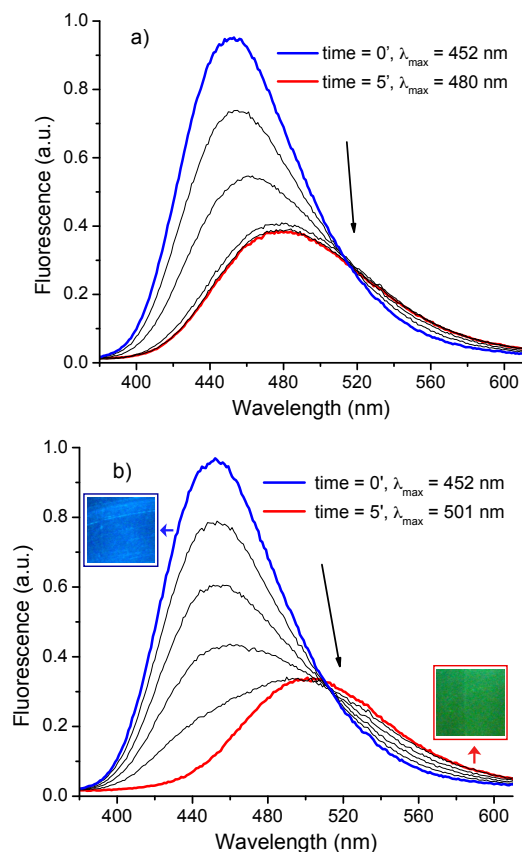 a)
time = 0', λmax = 452 nm
time = 5', λmax = 480 nm
1.0
0.8
0.6
0.4
0.2
0.0
Fluorescence (a.u.)
400 440 480 520 560 600
Wavelength (nm)
b)
time = 0', λmax = 452 nm
time = 5', λmax = 501 nm
1.0
0.8
0.6
0.4
0.2
0.0
Fluorescence (a.u.)
400 440 480 520 560 600
Wavelength (nm)